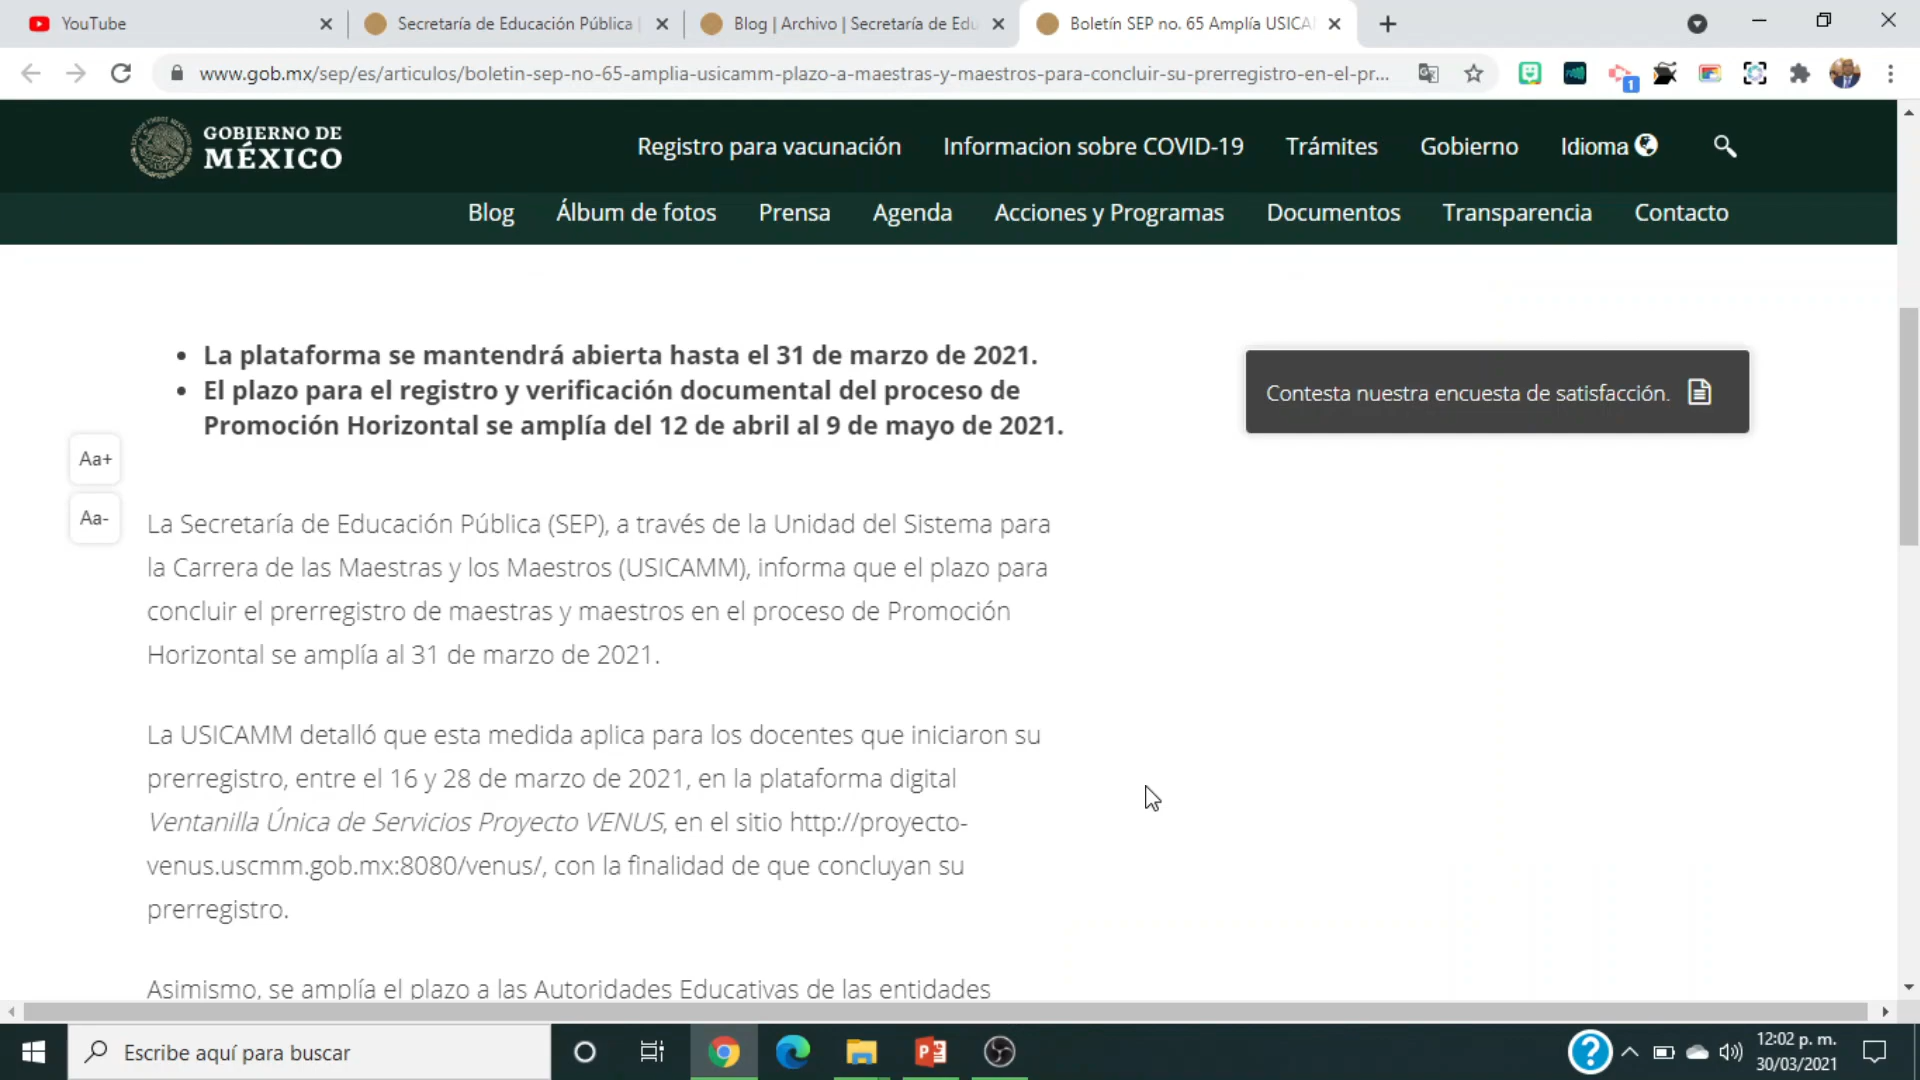 YouTube
Secretaría de Educación Pública |
Blog | Archivo | Secretaría de Edu
Boletín SEP no. 65 Amplía USICA
www.gob.mx/sep/es/articulos/boletin-sep-no-65-amplia-usicamm-plazo-a-maestras-y-maestros-para-concluir-su-prerregistro-en-el-pr...
1
GOBIERNO DE
MÉXICO
Registro para vacunación
Informacion sobre COVID-19
Trámites
Gobierno
Idioma
Blog
Álbum de fotos
Prensa
Agenda
Acciones y Programas
Documentos
Transparencia
Contacto
• La plataforma se mantendrá abierta hasta el 31 de marzo de 2021.
• El plazo para el registro y verificación documental del proceso de
Promoción Horizontal se amplía del 12 de abril al 9 de mayo de 2021.
Contesta nuestra encuesta de satisfacción.
Aa+
Aa-
La Secretaría de Educación Pública (SEP), a través de la Unidad del Sistema para
la Carrera de las Maestras y los Maestros (USICAMM), informa que el plazo para
concluir el prerregistro de maestras y maestros en el proceso de Promoción
Horizontal se amplía al 31 de marzo de 2021.
La USICAMM detalló que esta medida aplica para los docentes que iniciaron su
prerregistro, entre el 16 y 28 de marzo de 2021, en la plataforma digital
Ventanilla Única de Servicios Proyecto VENUS, en el sitio http://proyecto-
venus.uscmm.gob.mx:8080/venus/, con la finalidad de que concluyan su
prerregistro.
Asimismo, se amplía el plazo a las Autoridades Educativas de las entidades
Escribe aquí para buscar
12:02 p. m.
30/03/2021